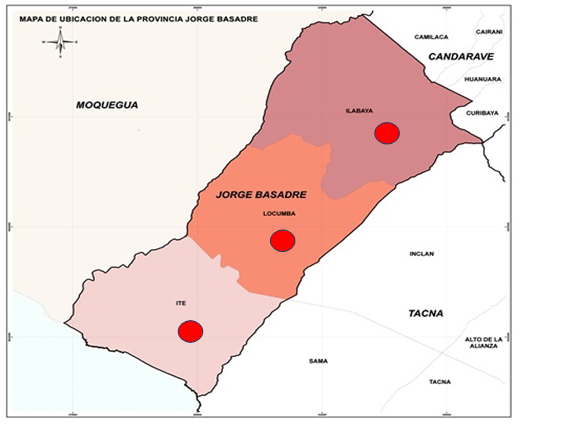 MAPA DE UBICACION DE LA PROVINCIA JORGE BASADRE
N
CAMILACA
CAIRANI
CANDARAVE
HUANUARA
MOQUEGUA
ILABAYA
CURIBAYA
JORGE BASADRE
LOCUMBA
INCLAN
ITE
TACNA
ALTO DE LA
ALIANZA
SAMA
TACNA